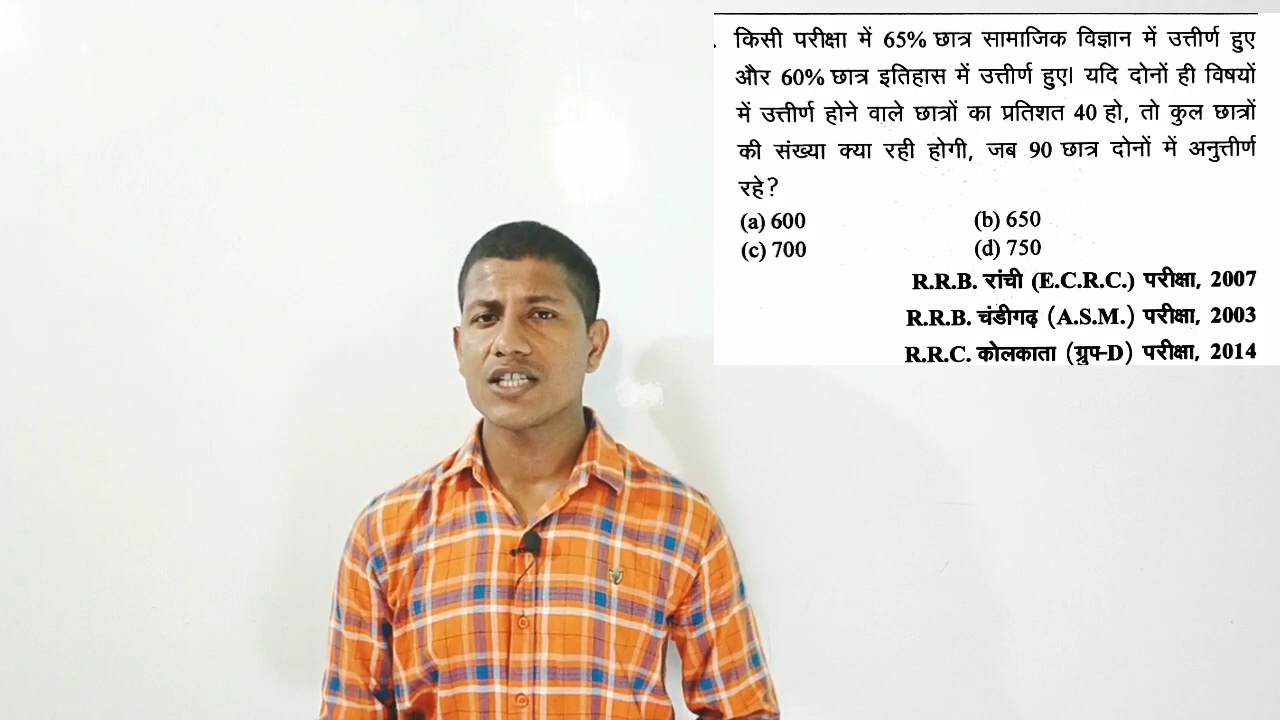 किसी परीक्षा में 65% छात्र सामाजिक विज्ञान में उत्तीर्ण हुए
और 60% छात्र इतिहास में उत्तीर्ण हुए। यदि दोनों ही विषयों
में उत्तीर्ण होने वाले छात्रों का प्रतिशत 40 हो, तो कुल छात्रों
की संख्या क्या रही होगी, जब 90 छात्र दोनों में अनुत्तीर्ण
रहे?
(a) 600 (b) 650
(c) 700 (d) 750
R.R.B. रांची (E.C.R.C.) परीक्षा, 2007
R.R.B. चंडीगढ़ (A.S.M.) परीक्षा, 2003
R.R.C. कोलकाता (ग्रुप-D) परीक्षा, 2014